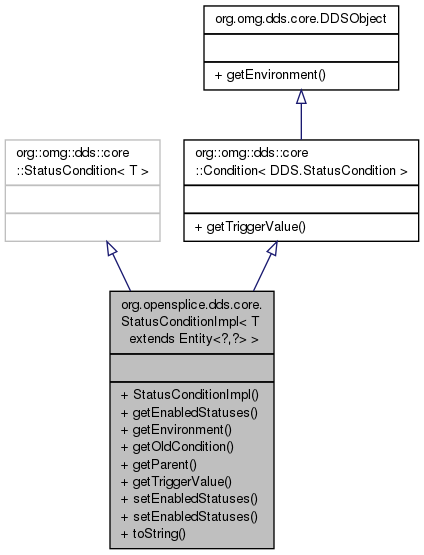 org.omg.dds.core.DDSObject
+ getEnvironment()
org::omg::dds::core
::StatusCondition< T >
org::omg::dds::core
::Condition< DDS.StatusCondition >
+ getTriggerValue()
org.opensplice.dds.core.
StatusConditionImpl< T
extends Entity<?,?> >
+ StatusConditionImpl()
+ getEnabledStatuses()
+ getEnvironment()
+ getOldCondition()
+ getParent()
+ getTriggerValue()
+ setEnabledStatuses()
+ setEnabledStatuses()
+ toString()